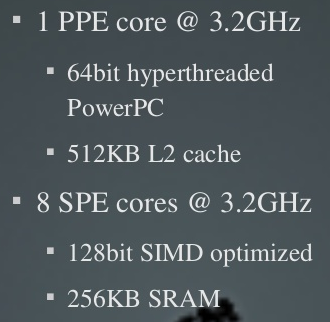 1 PPE core @ 3.2GHz
64bit hyperthreaded
PowerPC
512KB L2 cache
8 SPE cores @ 3.2GHz
128bit SIMD optimized
256KB SRAM